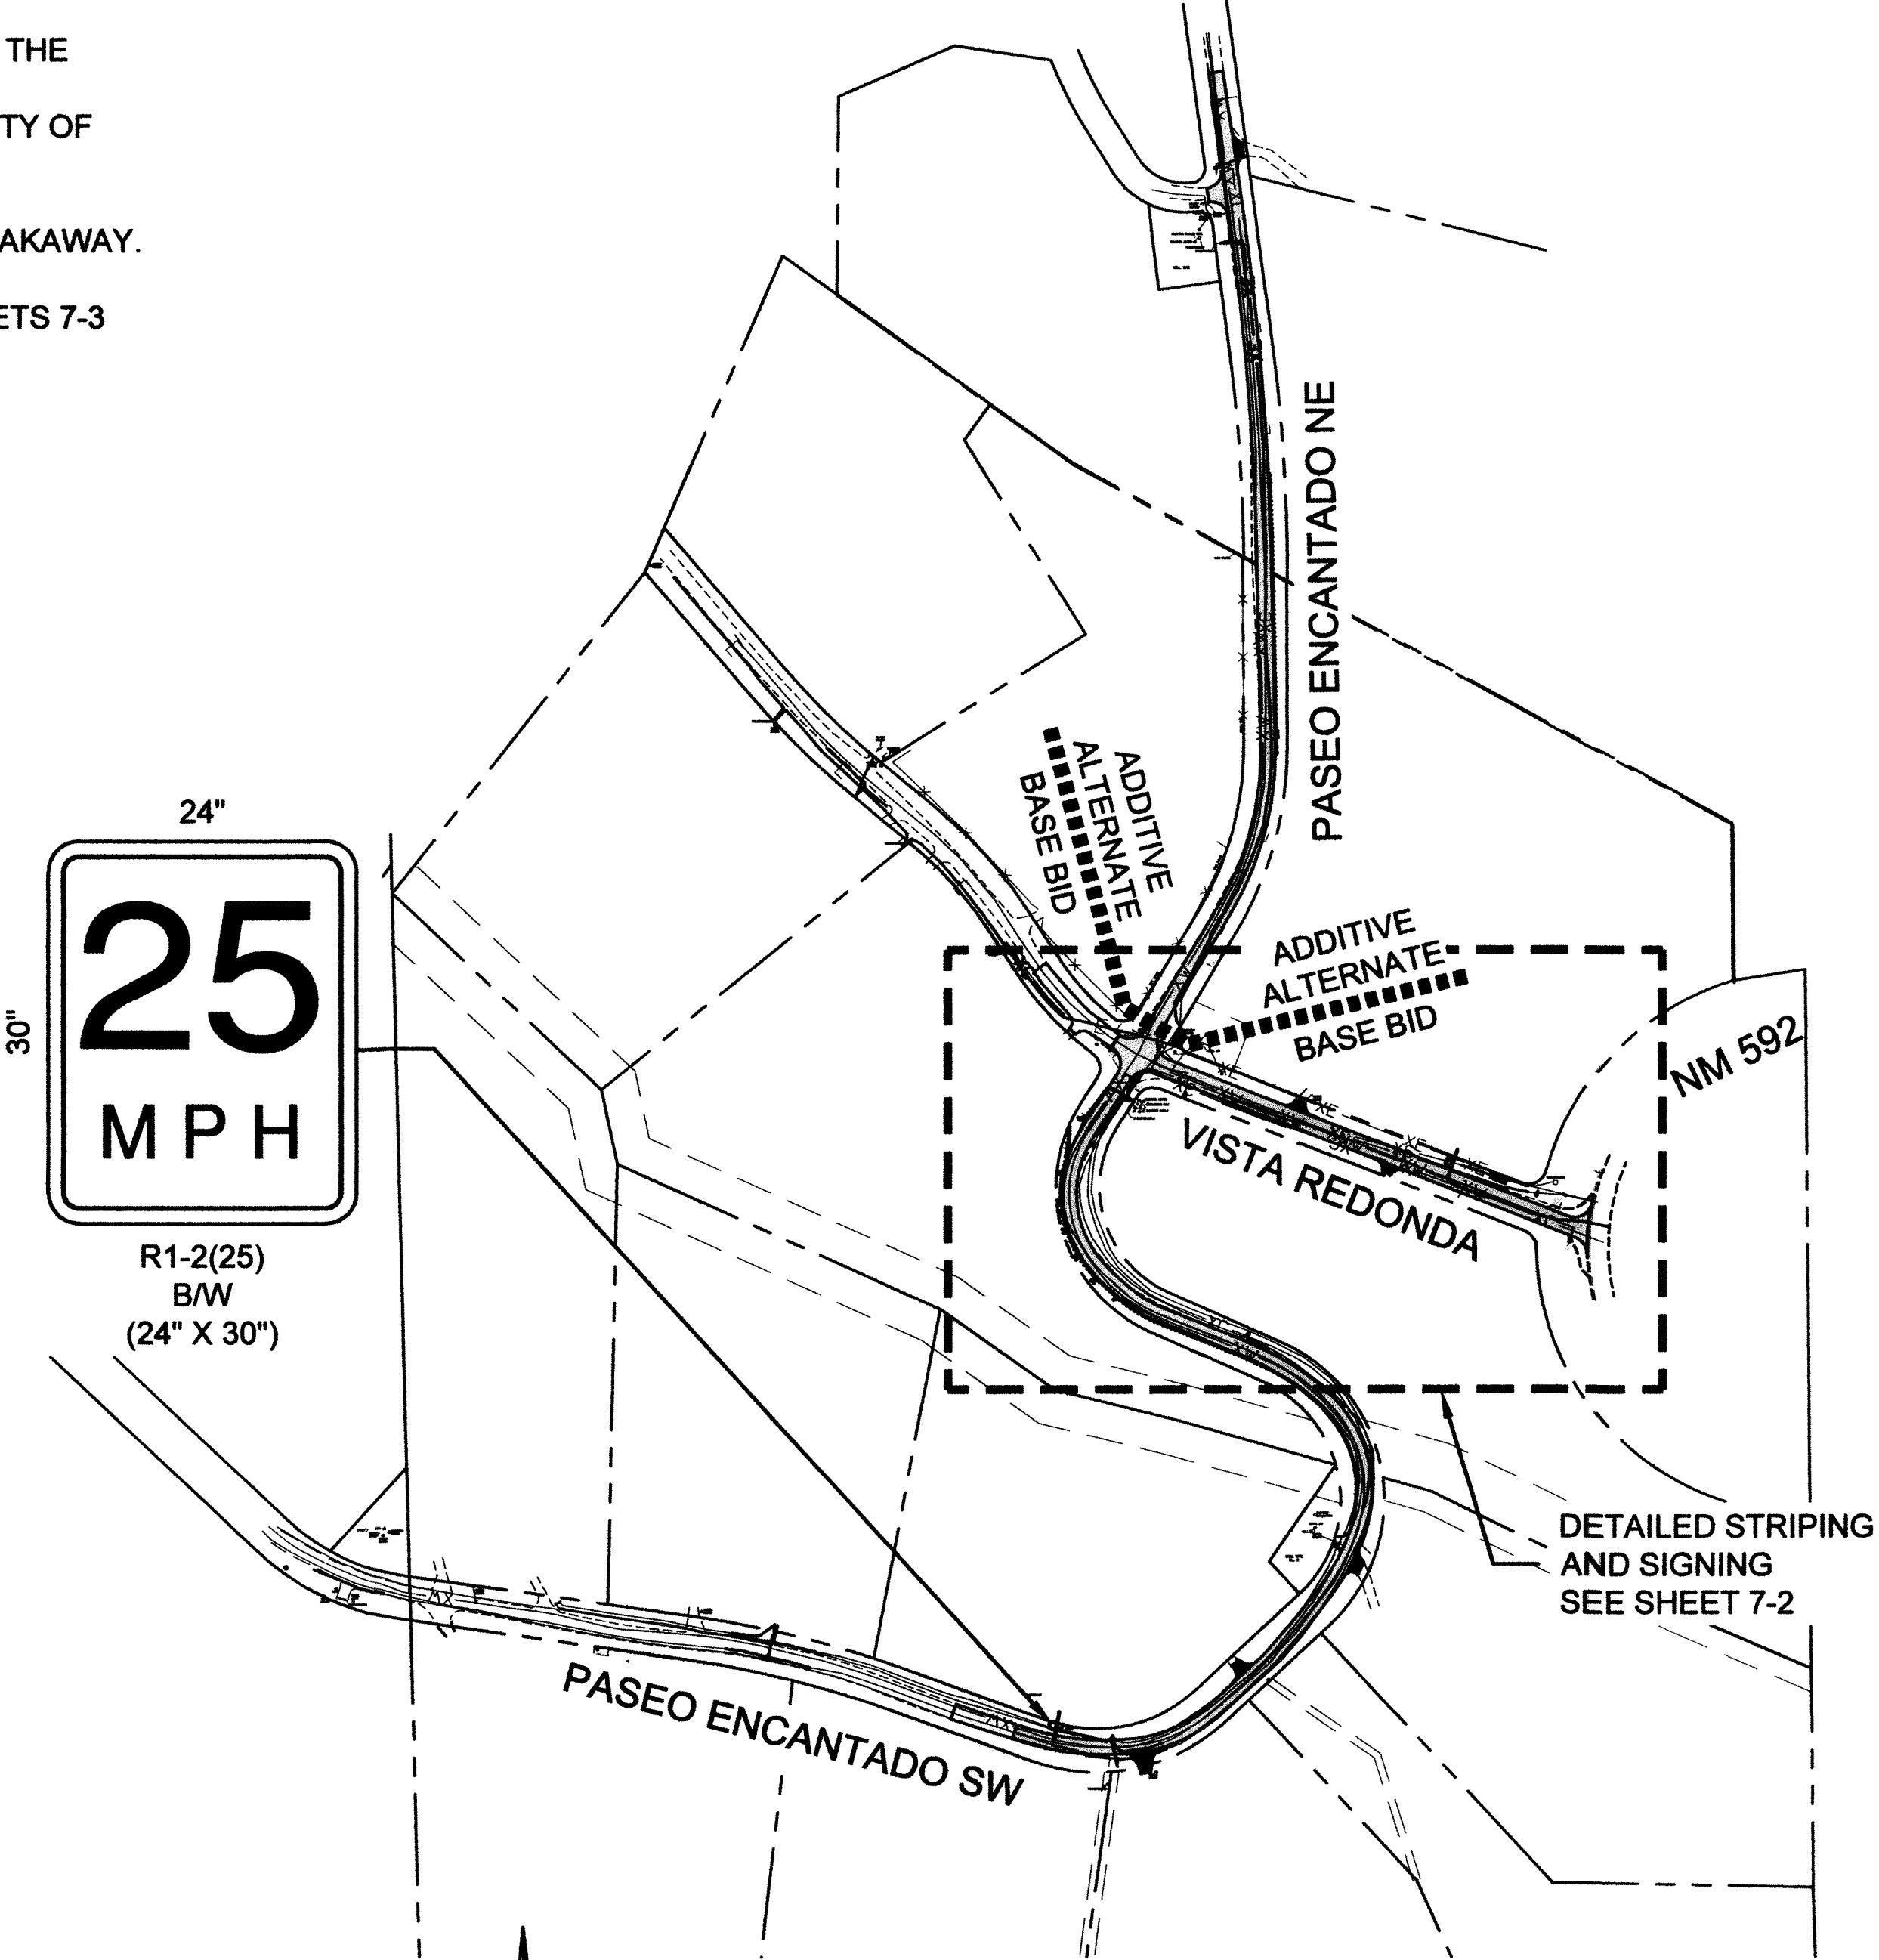 THE
TY OF
AKAWAY.
ETS 7-3
PASEO ENCANTADO NE
ADDITIVE
ALTERNATE
BASE BID
ADDITIVE
ALTERNATE
BASE BID
NM 592
VISTA REDONDA
24"
30"
25
MPH
R1-2(25)
B/W
(24" X 30")
DETAILED STRIPING
AND SIGNING
SEE SHEET 7-2
PASEO ENCANTADO SW